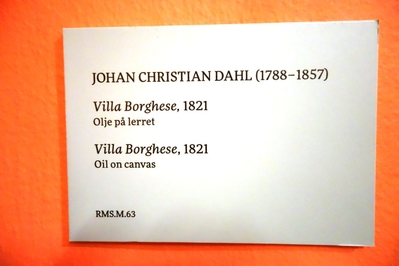 JOHAN CHRISTIAN DAHL (1788–1857)
Villa Borghese, 1821
Olje på lerret
Villa Borghese, 1821
Oil on canvas
RMS.M.63